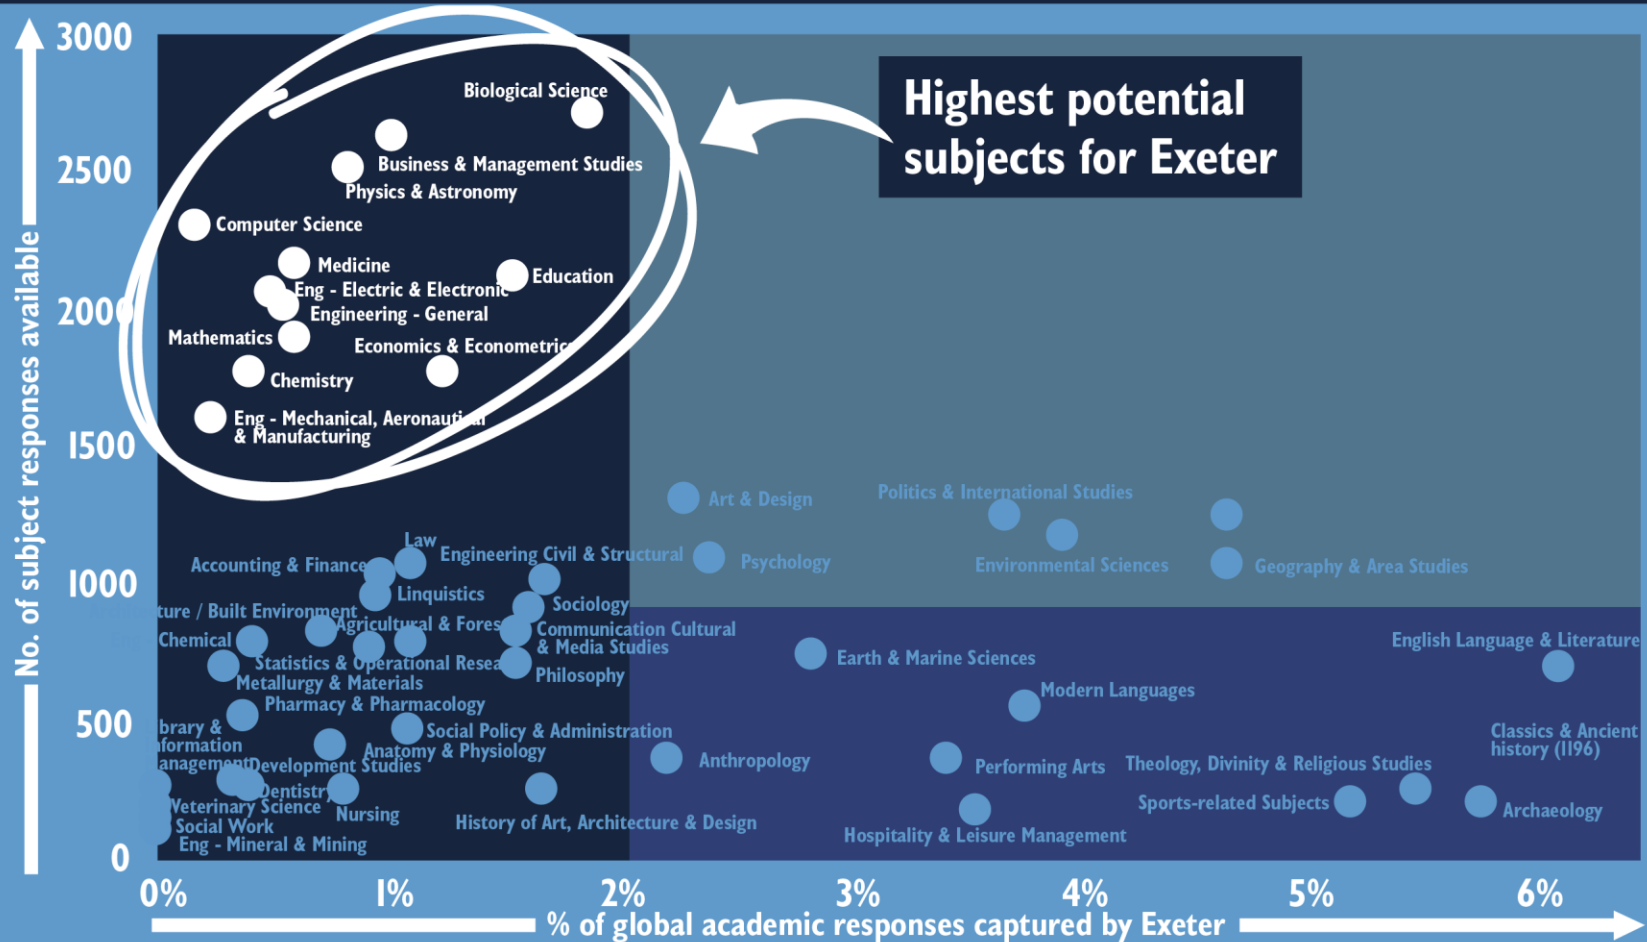 3000
2500
2000
1500
1000
500
0
No. of subject responses available
Highest potential
subjects for Exeter
Biological Science
Business & Management Studies
Physics & Astronomy
Computer Science
Medicine
Education
Eng - Electric & Electronic
Engineering - General
Mathematics
Economics & Econometrics
Chemistry
Eng - Mechanical, Aeronautical
& Manufacturing
Art & Design
Politics & International Studies
Law
Engineering Civil & Structural
Accounting & Finance
Psychology
Environmental Sciences
Geography & Area Studies
Linquistics
Sociology
/ Built Environment
Agricultural &
Communication Cultural
& Media Studies
Chemical
English Language & Literature
Statistics & Operational
Earth & Marine Sciences
Philosophy
Metallurgy & Materials
Modern Languages
Pharmacy & Pharmacology
Social Policy & Administration
&
Classics & Ancient
history (1196)
Anatomy & Physiology
Anthropology
Development Studies
Performing Arts
Theology, Divinity & Religious Studies
Dentistry
Sports-related Subjects
Veterinary Science
Archaeology
Nursing
Social Work
History of Art, Architecture & Design
Hospitality & Leisure Management
Eng - Mineral & Mining
0%
1%
2%
3%
4%
5%
6%
% of global academic responses captured by Exeter